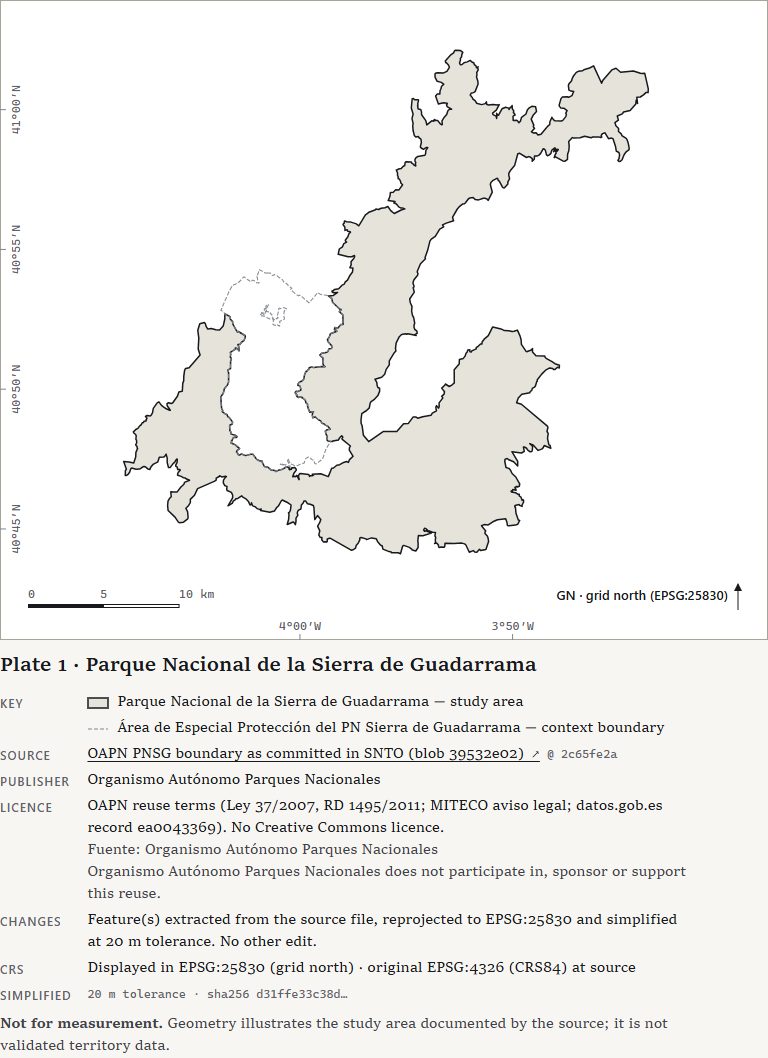 41°00′N
40°55′N
40°50′N
40°45′N
0 5 10 km
GN · grid north (EPSG:25830)
4°00′W 3°50′W
Plate 1 · Parque Nacional de la Sierra de Guadarrama
KEY Parque Nacional de la Sierra de Guadarrama — study area
Área de Especial Protección del PN Sierra de Guadarrama — context boundary
SOURCE OAPN PNSG boundary as committed in SNTO (blob 39532e02) ↗ @ 2c65fe2a
PUBLISHER Organismo Autónomo Parques Nacionales
LICENCE OAPN reuse terms (Ley 37/2007, RD 1495/2011; MITECO aviso legal; datos.gob.es
record ea0043369). No Creative Commons licence.
Fuente: Organismo Autónomo Parques Nacionales
Organismo Autónomo Parques Nacionales does not participate in, sponsor or support
this reuse.
CHANGES Feature(s) extracted from the source file, reprojected to EPSG:25830 and simplified
at 20 m tolerance. No other edit.
CRS Displayed in EPSG:25830 (grid north) · original EPSG:4326 (CRS84) at source
SIMPLIFIED 20 m tolerance · sha256 d31ffe33c38d…
Not for measurement. Geometry illustrates the study area documented by the source; it is not
validated territory data.